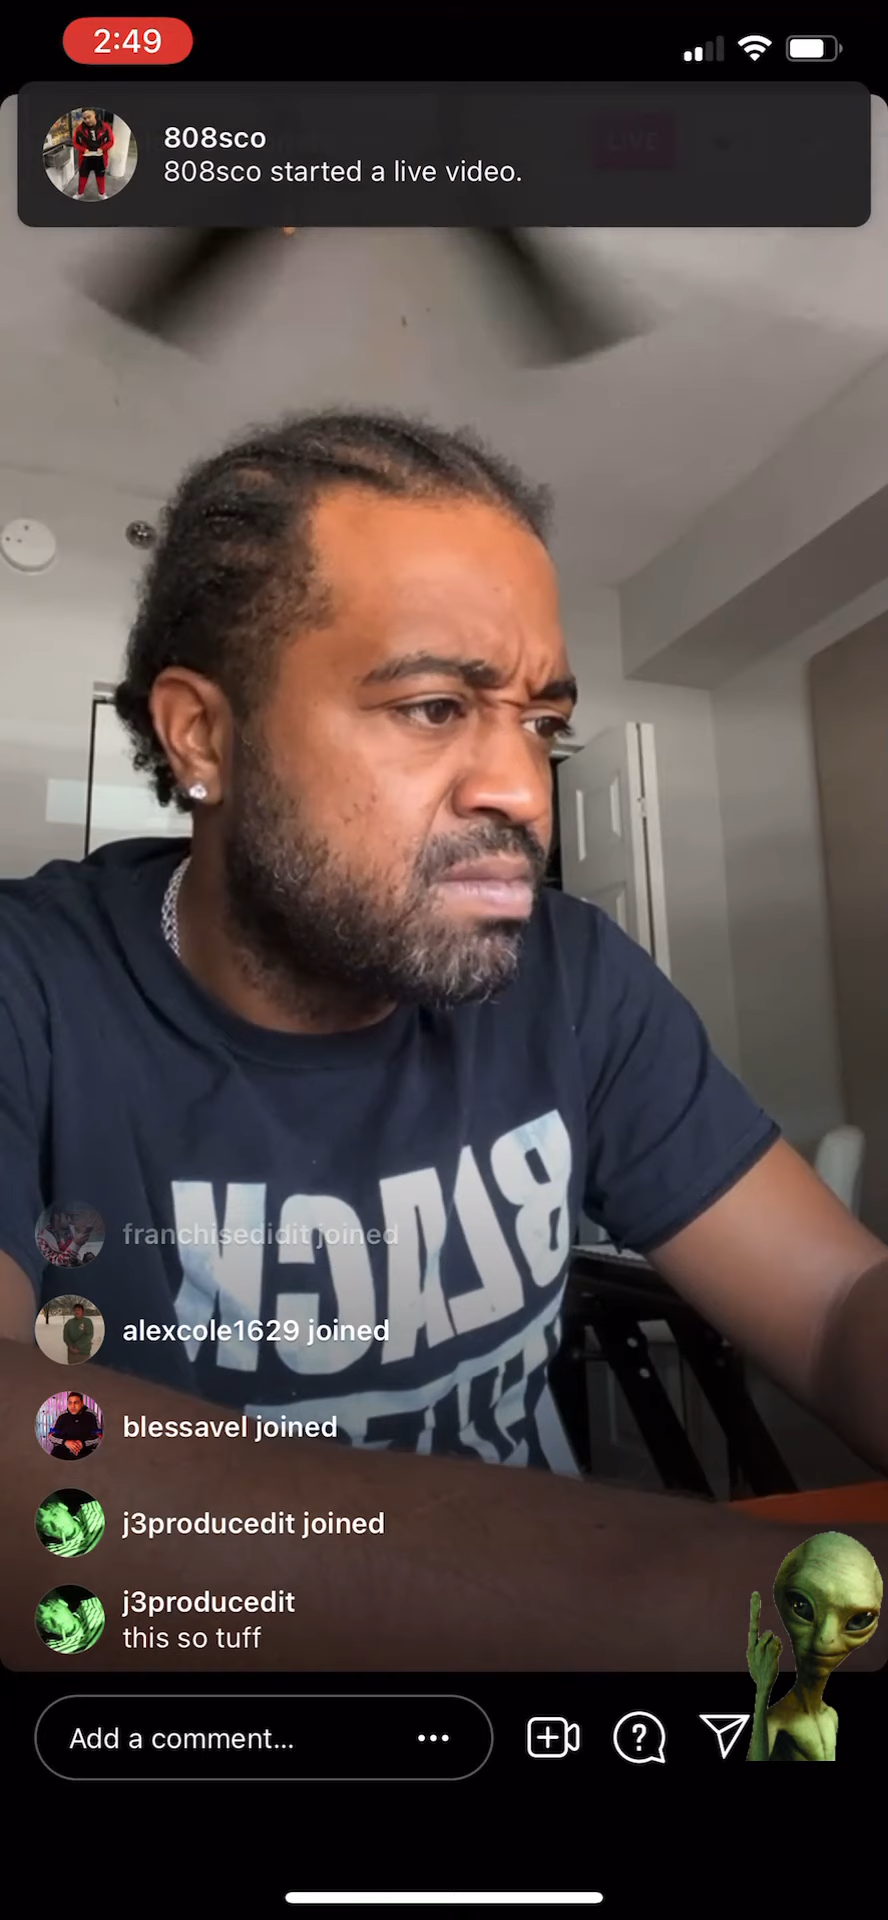 2:49
808sco
LIVE
808sco started a live video.
BLACK
franchisedidit joined
alexcole1629 joined
blessavel joined
j3producedit joined
j3producedit
this so tuff
Add a comment...